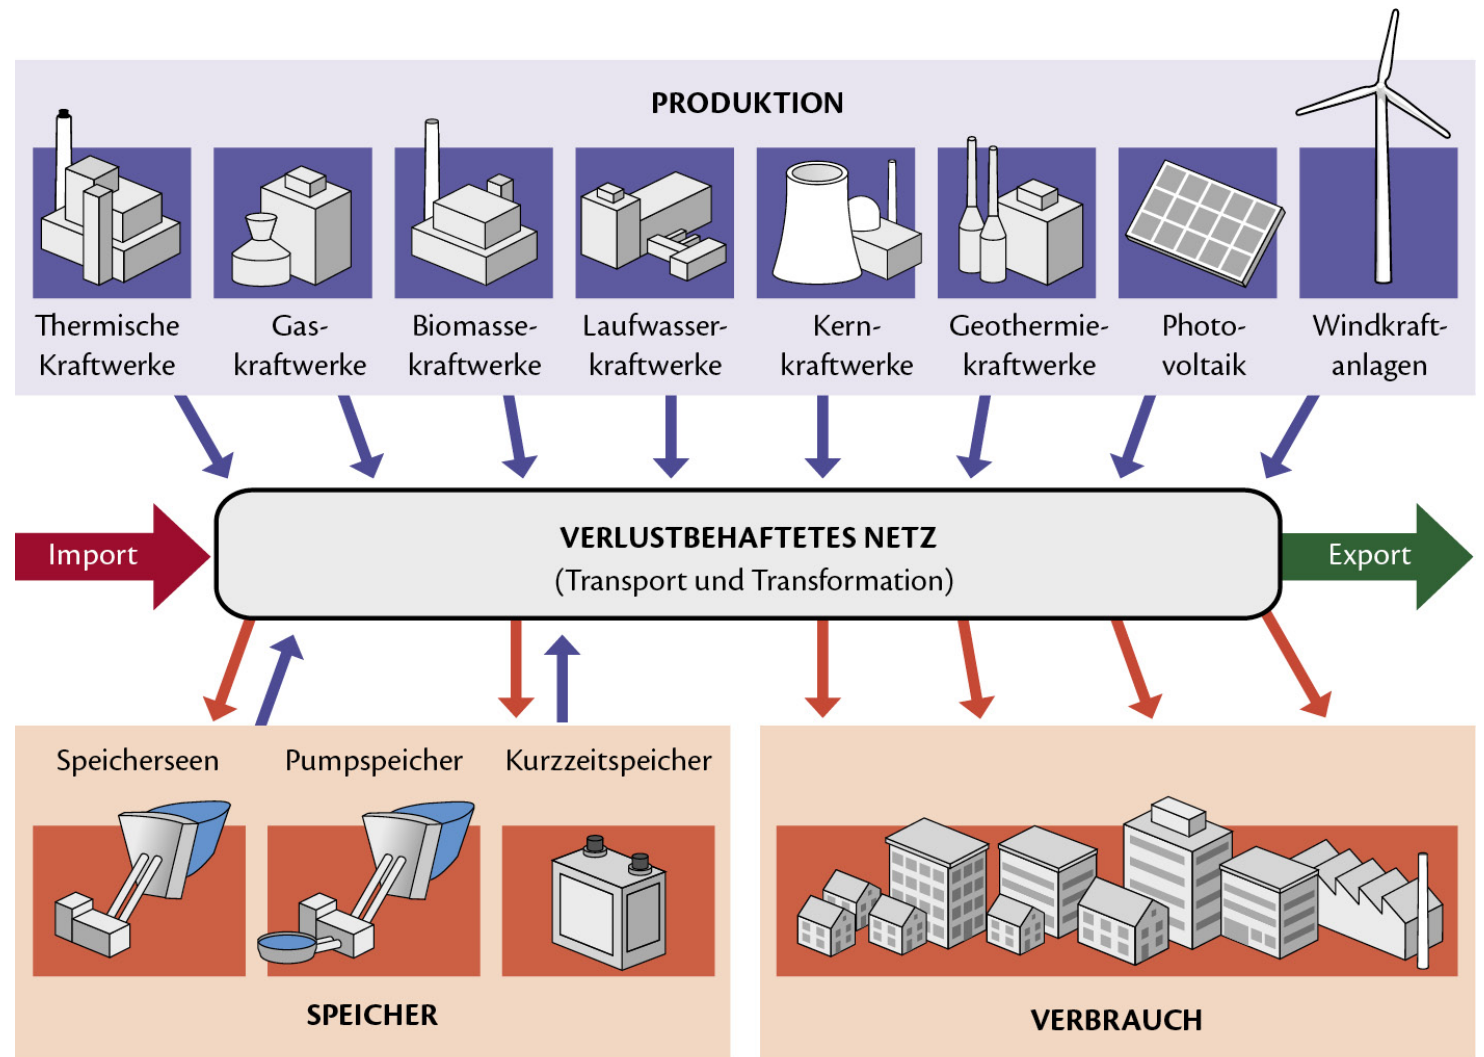 PRODUKTION
Thermische
Kraftwerke
Gas-
kraftwerke
Biomasse-
kraftwerke
Laufwasser-
kraftwerke
Kern-
kraftwerke
Geothermie-
kraftwerke
Photo-
voltaik
Windkraft-
anlagen
Import
VERLUSTBEHAFTETES NETZ
(Transport und Transformation)
Export
Speicherseen
Pumpspeicher
Kurzzeitspeicher
SPEICHER
VERBRAUCH